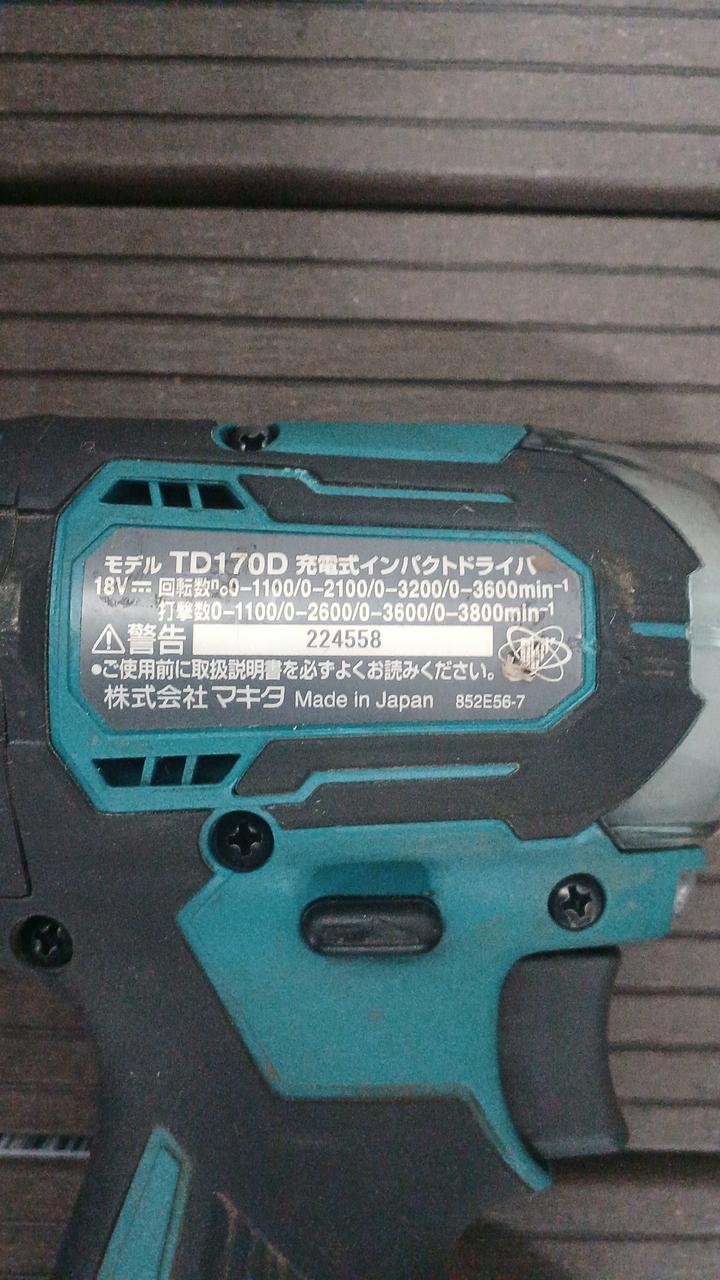 モデル TD170D 充電式インパクトドライバ
18V⎓ 回転数n₀0-1100/0-2100/0-3200/0-3600min⁻¹
打撃数0-1100/0-2600/0-3600/0-3800min⁻¹
⚠警告 224558
●ご使用前に取扱説明書を必ずよくお読みください。
株式会社マキタ Made in Japan 852E56-7